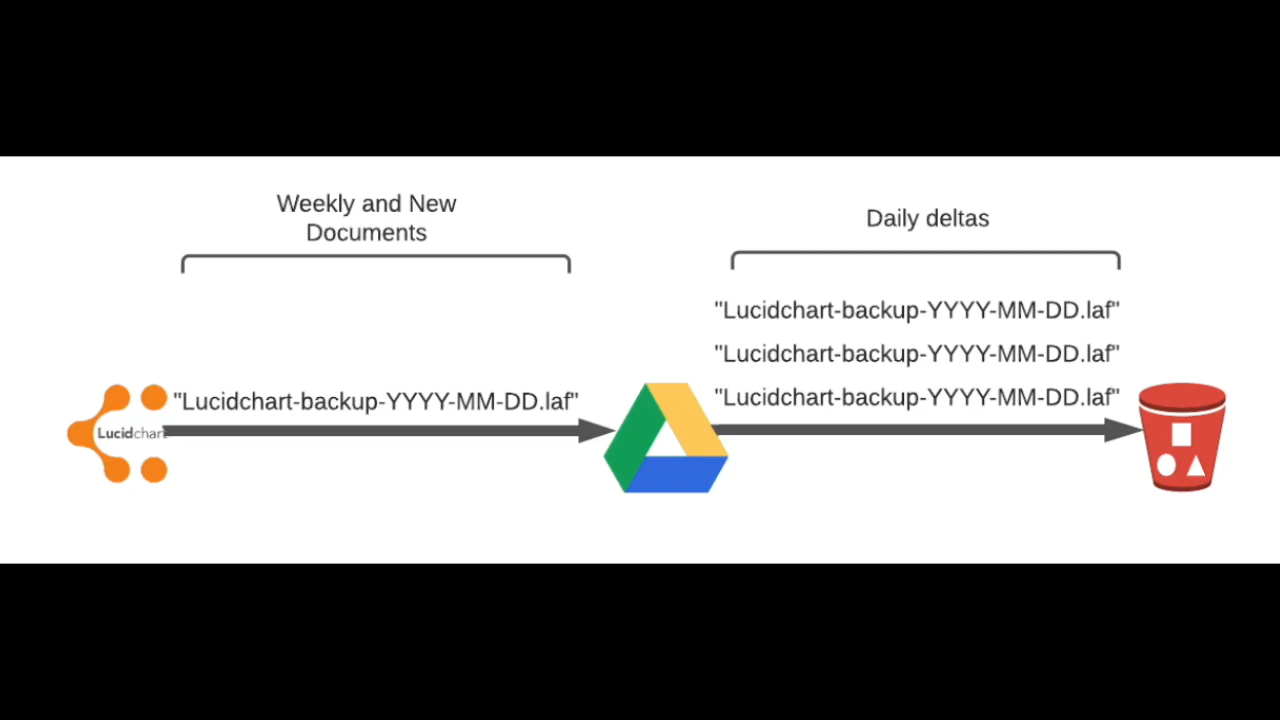 Weekly and New
Documents
Daily deltas
"Lucidchart-backup-YYYY-MM-DD.laf"
"Lucidchart-backup-YYYY-MM-DD.laf"
"Lucidchart-backup-YYYY-MM-DD.laf"
"Lucidchart-backup-YYYY-MM-DD.laf"
Lucidchart